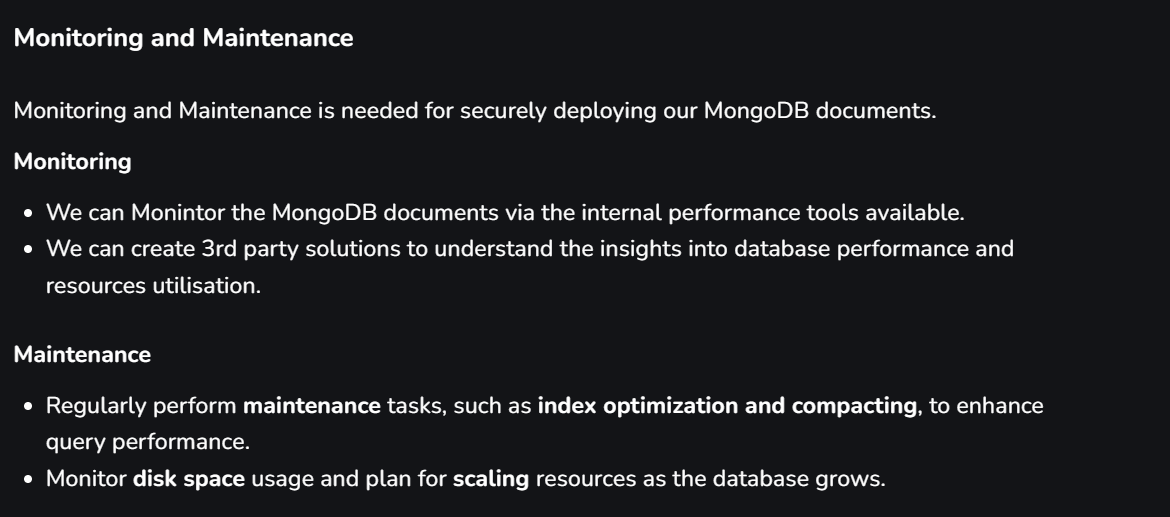 Monitoring and Maintenance
Monitoring and Maintenance is needed for securely deploying our MongoDB documents.
Monitoring
• We can Monintor the MongoDB documents via the internal performance tools available.
• We can create 3rd party solutions to understand the insights into database performance and
resources utilisation.
Maintenance
• Regularly perform maintenance tasks, such as index optimization and compacting, to enhance
query performance.
• Monitor disk space usage and plan for scaling resources as the database grows.